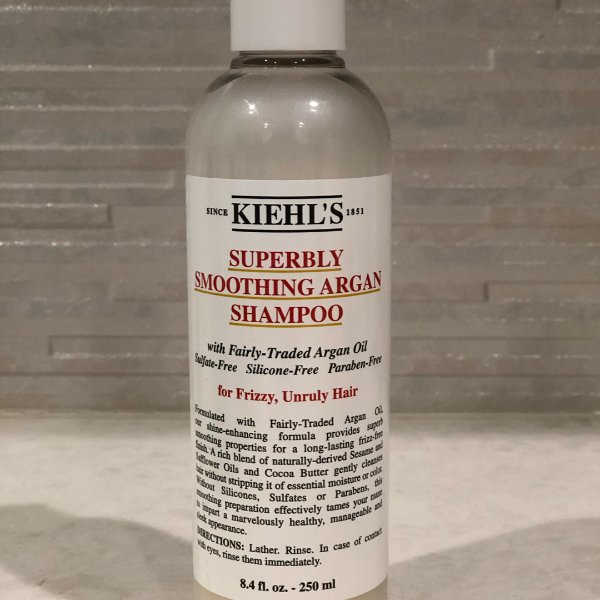 SINCE KIEHL'S 1851
SUPERBLY
SMOOTHING ARGAN
SHAMPOO
with Fairly-Traded Argan Oil
Sulfate-Free Silicone-Free Paraben-Free
for Frizzy, Unruly Hair
Formulated with Fairly-Traded Argan Oil,
our shine-enhancing formula provides superb
smoothing properties for a long-lasting frizz-free
finish. A rich blend of naturally-derived Sesame and
Safflower Oils and Cocoa Butter gently cleanses
hair without stripping it of essential moisture or color.
Without Silicones, Sulfates or Parabens, this
smoothing preparation effectively tames your mane
to impart a marvelously healthy, manageable and
sleek appearance.
DIRECTIONS: Lather. Rinse. In case of contact
with eyes, rinse them immediately.
8.4 fl. oz. - 250 ml